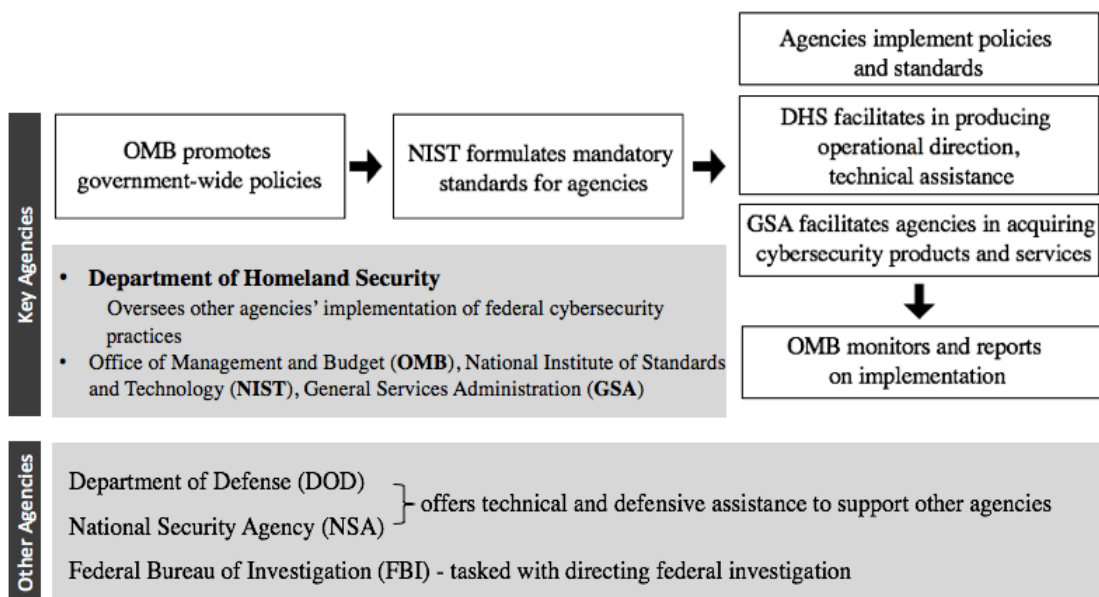 Agencies implement policies
and standards
Key Agencies
OMB promotes
government-wide policies
NIST formulates mandatory
standards for agencies
DHS facilitates in producing
operational direction,
technical assistance
GSA facilitates agencies in acquiring
cybersecurity products and services
OMB monitors and reports
on implementation
• Department of Homeland Security
Oversees other agencies' implementation of federal cybersecurity
practices
• Office of Management and Budget (OMB), National Institute of Standards
and Technology (NIST), General Services Administration (GSA)
Other Agencies
Department of Defense (DOD)
National Security Agency (NSA)
offers technical and defensive assistance to support other agencies
Federal Bureau of Investigation (FBI) - tasked with directing federal investigation